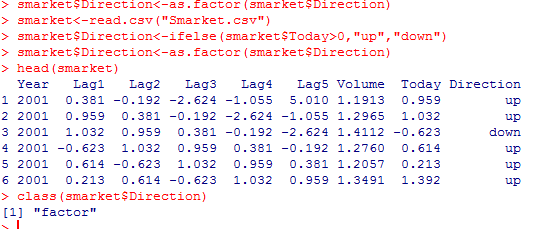 > smarket$Direction<-as.factor(smarket$Direction)
> smarket<-read.csv("Smarket.csv")
> smarket$Direction<-ifelse(smarket$Today>0,"up","down")
> smarket$Direction<-as.factor(smarket$Direction)
> head(smarket)
  Year   Lag1   Lag2   Lag3   Lag4   Lag5 Volume  Today Direction
1 2001  0.381 -0.192 -2.624 -1.055  5.010 1.1913  0.959        up
2 2001  0.959  0.381 -0.192 -2.624 -1.055 1.2965  1.032        up
3 2001  1.032  0.959  0.381 -0.192 -2.624 1.4112 -0.623      down
4 2001 -0.623  1.032  0.959  0.381 -0.192 1.2760  0.614        up
5 2001  0.614 -0.623  1.032  0.959  0.381 1.2057  0.213        up
6 2001  0.213  0.614 -0.623  1.032  0.959 1.3491  1.392        up
> class(smarket$Direction)
[1] "factor"
>